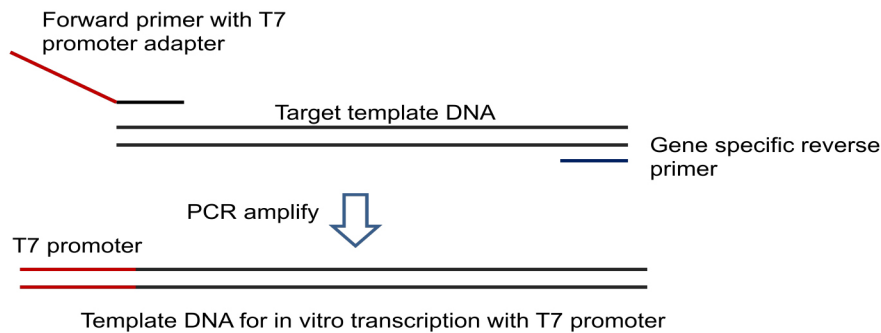 Forward primer with T7
promoter adapter
Target template DNA
Gene specific reverse
primer
PCR amplify
T7 promoter
Template DNA for in vitro transcription with T7 promoter